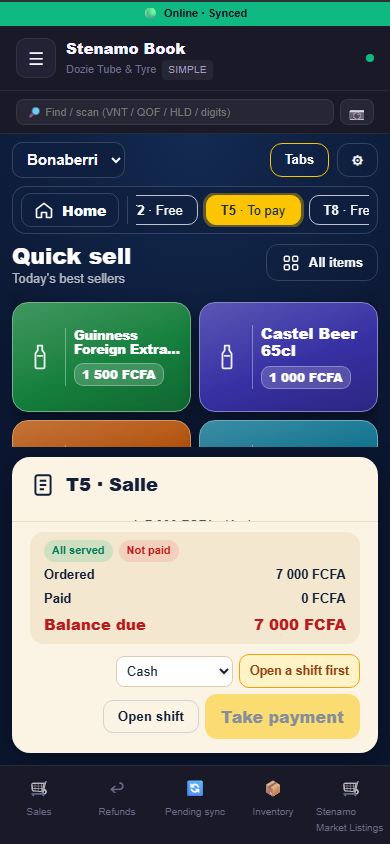 Online · Synced
Stenamo Book
Dozie Tube & Tyre SIMPLE
Find / scan (VNT / QOF / HLD / digits)
Bonaberri
Tabs
Home
2 · Free
T5 · To pay
T8 · Fre
Quick sell
Today's best sellers
All items
Guinness
Foreign Extra...
1 500 FCFA
Castel Beer
65cl
1 000 FCFA
T5 · Salle
All served Not paid
Ordered 7 000 FCFA
Paid 0 FCFA
Balance due 7 000 FCFA
Cash Open a shift first
Open shift Take payment
Sales
Refunds
Pending sync
Inventory
Stenamo
Market Listings